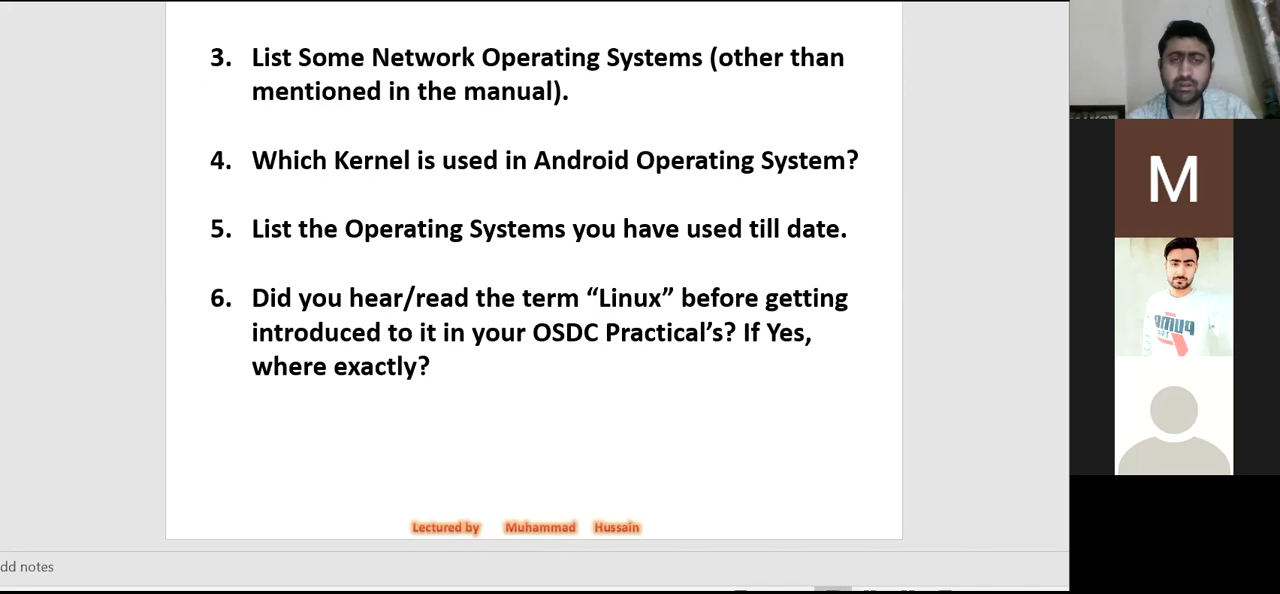 3. List Some Network Operating Systems (other than
mentioned in the manual).
4. Which Kernel is used in Android Operating System?
5. List the Operating Systems you have used till date.
6. Did you hear/read the term “Linux” before getting
introduced to it in your OSDC Practical’s? If Yes,
where exactly?
Lectured by Muhammad Hussain
dd notes
M